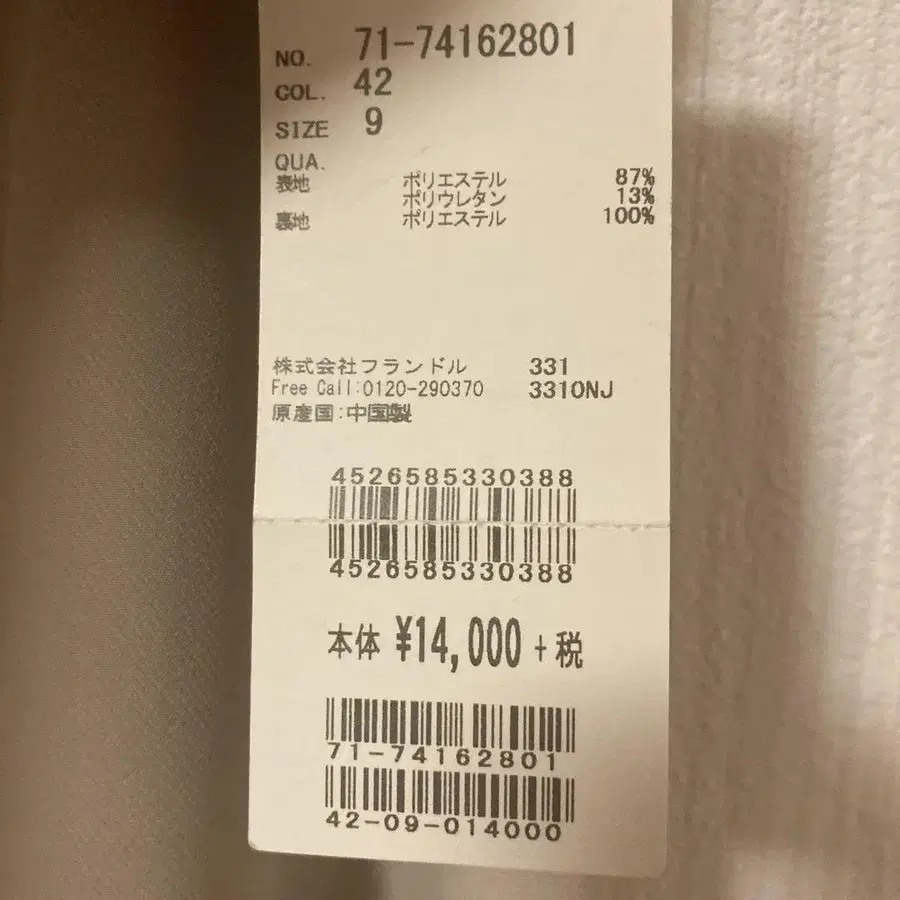 NO. 71-74162801
COL. 42
SIZE 9
QUA.
表地 ポリエステル 87%
ポリウレタン 13%
裏地 ポリエステル 100%
株式会社フランドル 331
Free Call:0120-290370 3310NJ
原産国:中国製
4526585330388
4526585330388
本体 ¥14,000 + 税
71-74162801
42-09-014000